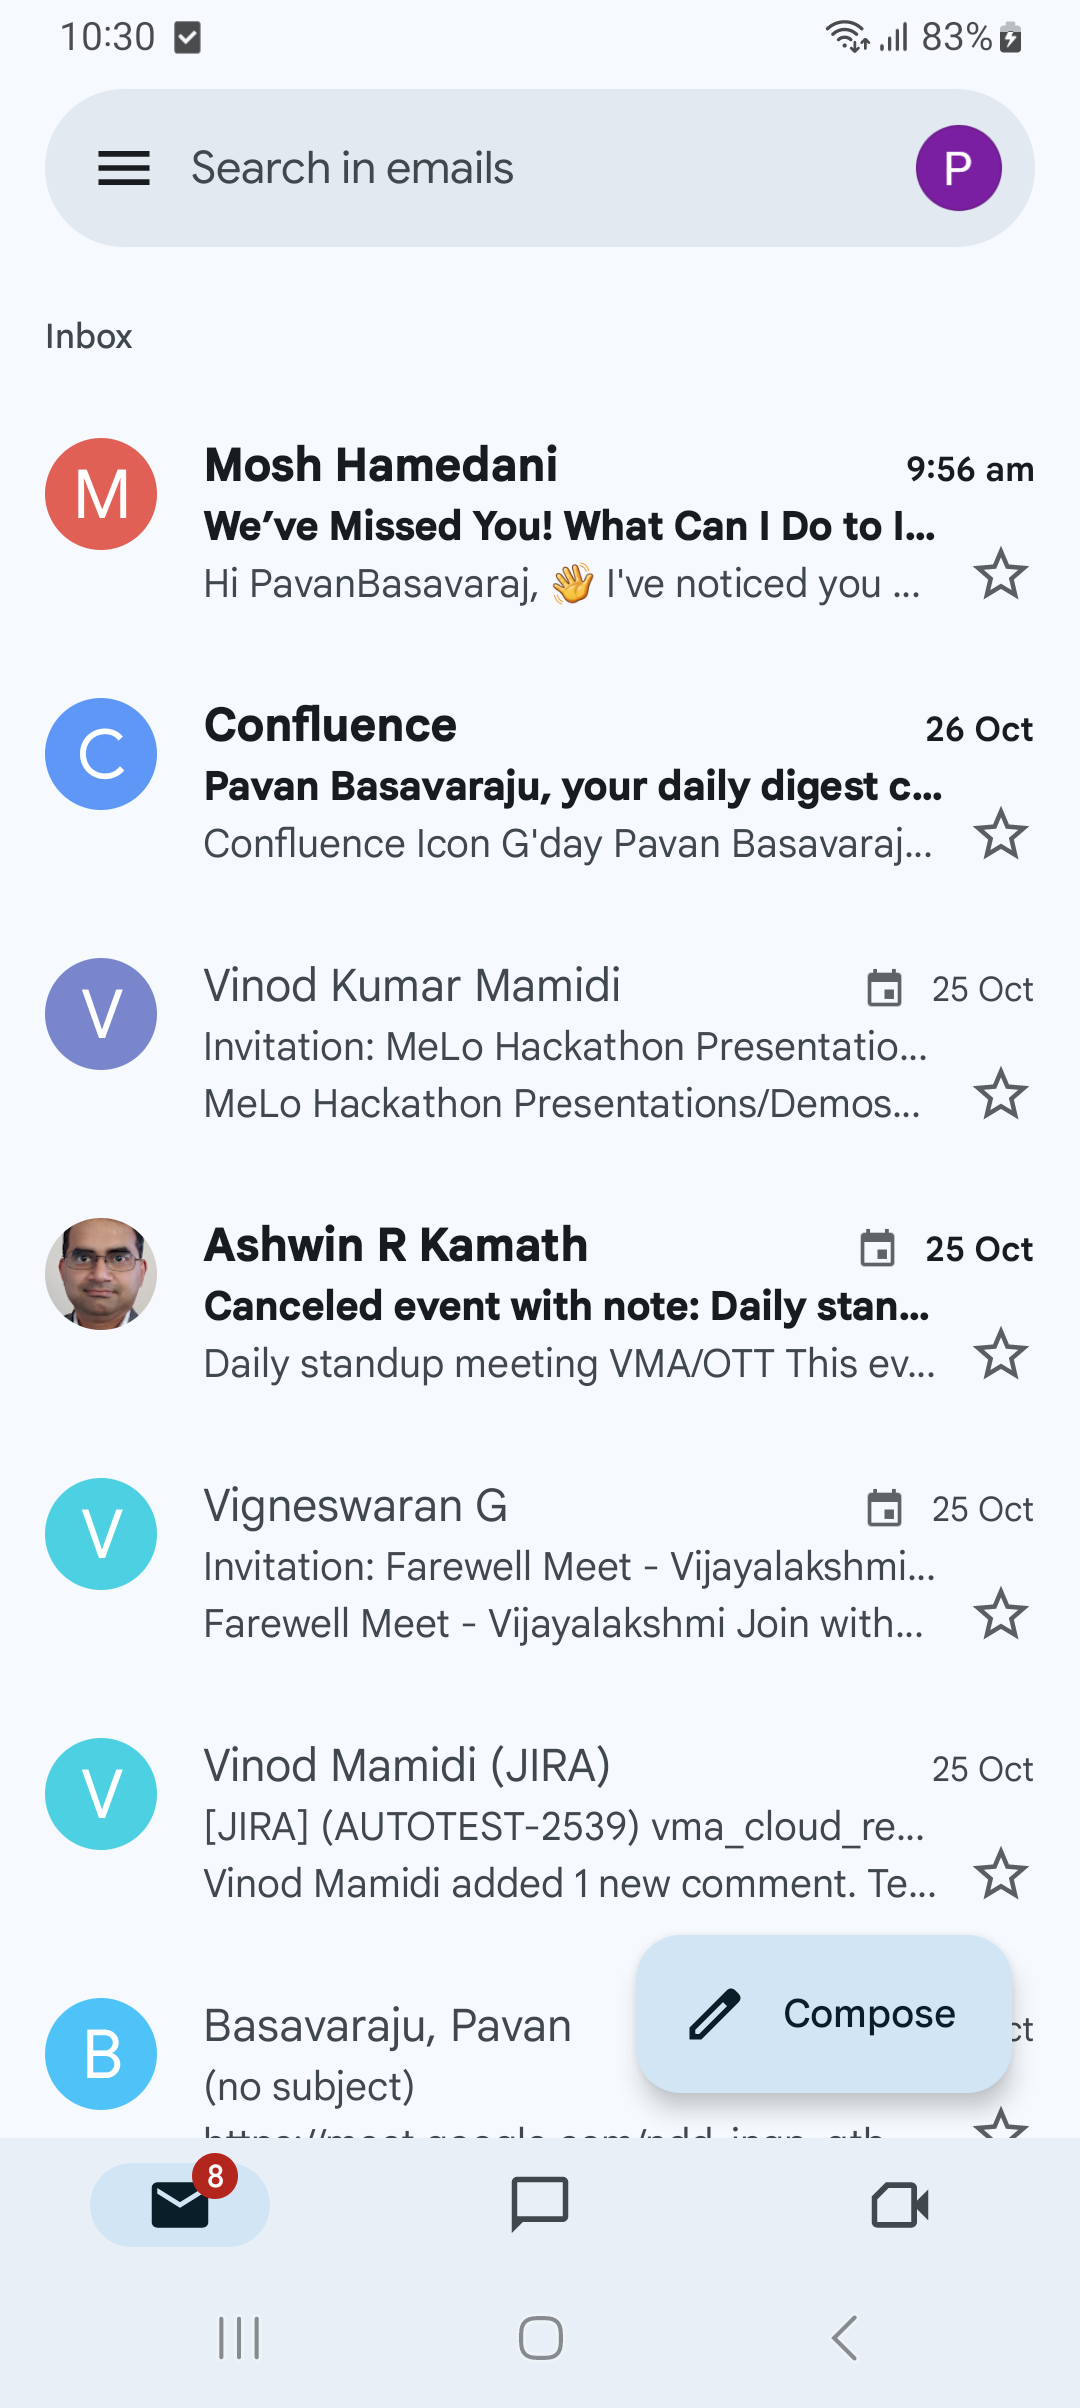 10:30 83%
Search in emails P
Inbox
M Mosh Hamedani 9:56 am
We’ve Missed You! What Can I Do to I...
Hi PavanBasavaraj, 👋 I've noticed you ...
C Confluence 26 Oct
Pavan Basavaraju, your daily digest c...
Confluence Icon G'day Pavan Basavaraj...
V Vinod Kumar Mamidi 25 Oct
Invitation: MeLo Hackathon Presentatio...
MeLo Hackathon Presentations/Demos...
Ashwin R Kamath 25 Oct
Canceled event with note: Daily stan...
Daily standup meeting VMA/OTT This ev...
V Vigneswaran G 25 Oct
Invitation: Farewell Meet - Vijayalakshmi...
Farewell Meet - Vijayalakshmi Join with...
V Vinod Mamidi (JIRA) 25 Oct
[JIRA] (AUTOTEST-2539) vma_cloud_re...
Vinod Mamidi added 1 new comment. Te...
B Basavaraju, Pavan
Compose
(no subject)
8